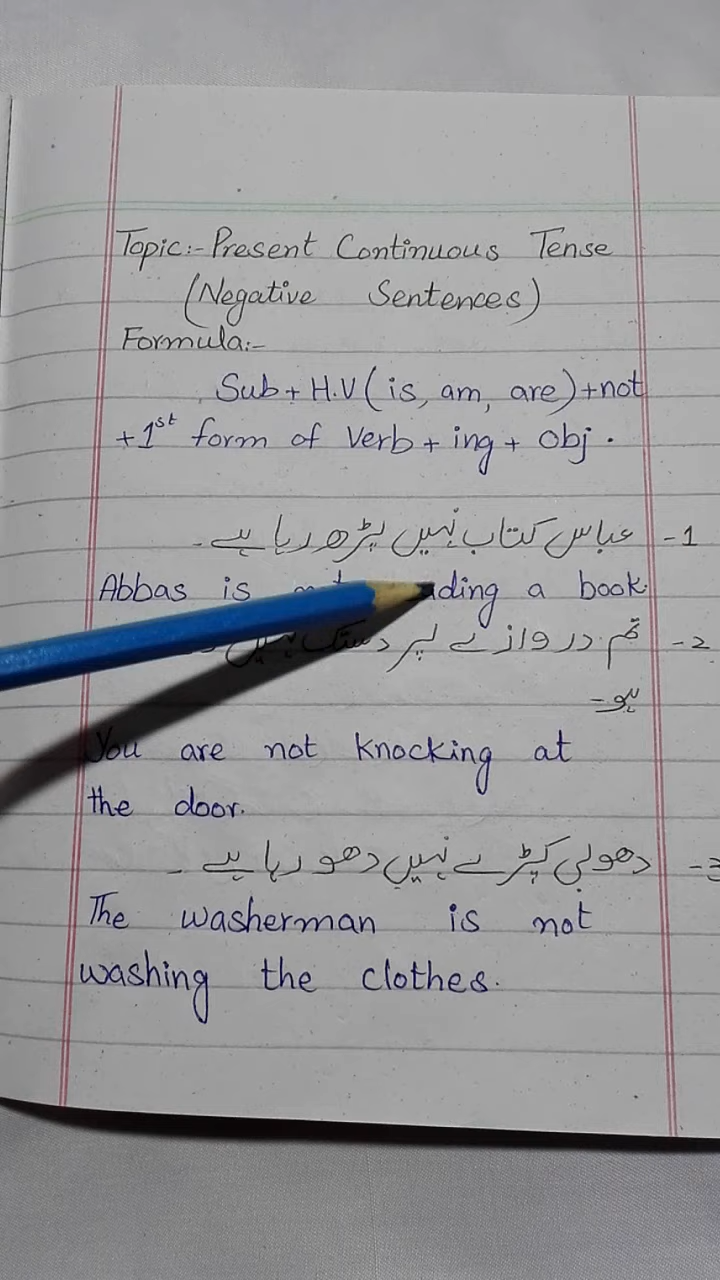 Topic:- Present Continuous Tense
(Negative Sentences)
Formula:-
Sub + H.V (is, am, are) + not
+ 1st form of Verb + ing + obj.
1- عباس کتاب نہیں پڑھ رہا ہے۔
Abbas is a book.
2- تم دروازے پر دستک
ہو۔
You are not knocking at
the door.
3- دھوبی کپڑے نہیں دھو رہا ہے۔
The washerman is not
washing the clothes.